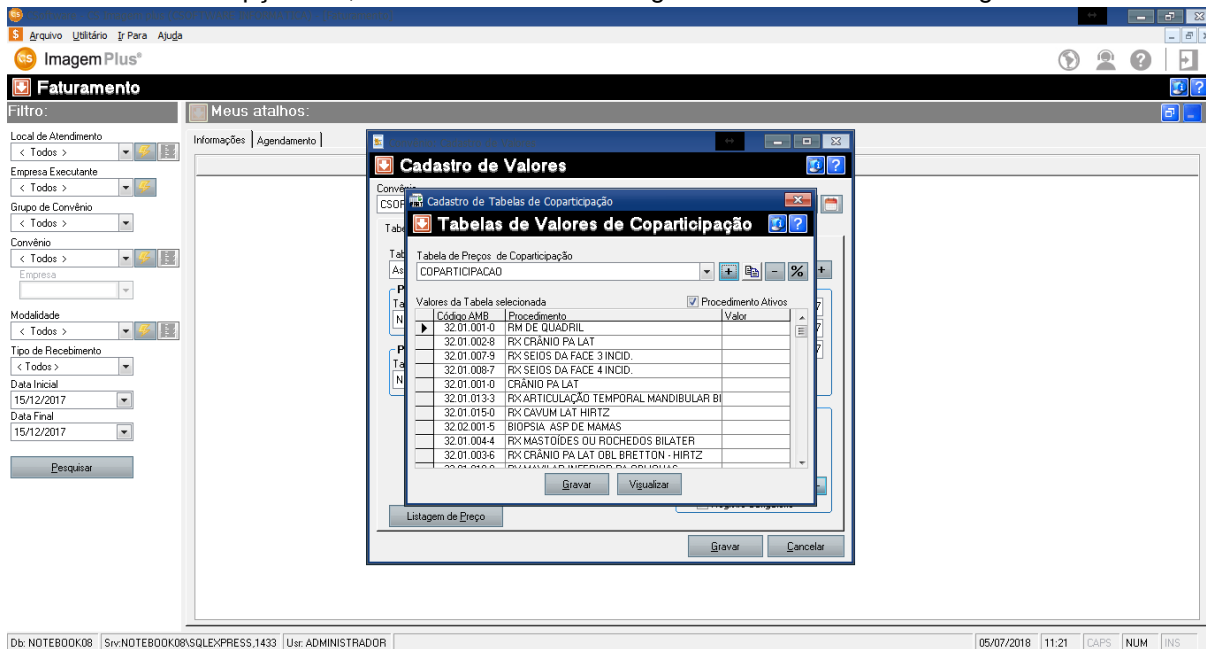 Arquivo Utilitário Ir Para Ajuda
ImagemPlus®
Faturamento
Filtro:
Meus atalhos:
Local de Atendimento
< Todos >
Empresa Executante
< Todos >
Grupo de Convênio
< Todos >
Convênio
< Todos >
Empresa
Modalidade
< Todos >
Tipo de Recebimento
< Todos >
Data Inicial
15/12/2017
Data Final
15/12/2017
Pesquisar
Informações Agendamento
Cadastro de Valores
Convênio
Cadastro de Tabelas de Coparticipação
Tabelas de Valores de Coparticipação
Tabela de Preços de Coparticipação
COPARTICIPACAO
+ - %
Valores da Tabela selecionada Procedimento Ativos
Código AMB Procedimento Valor
32.01.001-0 RM DE QUADRIL
32.01.002-8 RX CRÂNIO PA LAT
32.01.007-9 RX SEIOS DA FACE 3 INCID.
32.01.008-7 RX SEIOS DA FACE 4 INCID.
32.01.001-0 CRÂNIO PA LAT
32.01.013-3 RX ARTICULAÇÃO TEMPORAL MANDIBULAR BI
32.01.015-0 RX CAVUM LAT HIRTZ
32.02.001-5 BIOPSIA ASP DE MAMAS
32.01.004-4 RX MASTOÍDES OU ROCHEDOS BILATER
32.01.003-6 RX CRÂNIO PA LAT OBL BRETTON - HIRTZ
Gravar Visualizar
Listagem de Preço
Gravar Cancelar
Db: NOTEBOOK08 Srv:NOTEBOOK08\SQLEXPRESS,1433 Usr: ADMINISTRADOR 05/07/2018 11:21 CAPS NUM INS